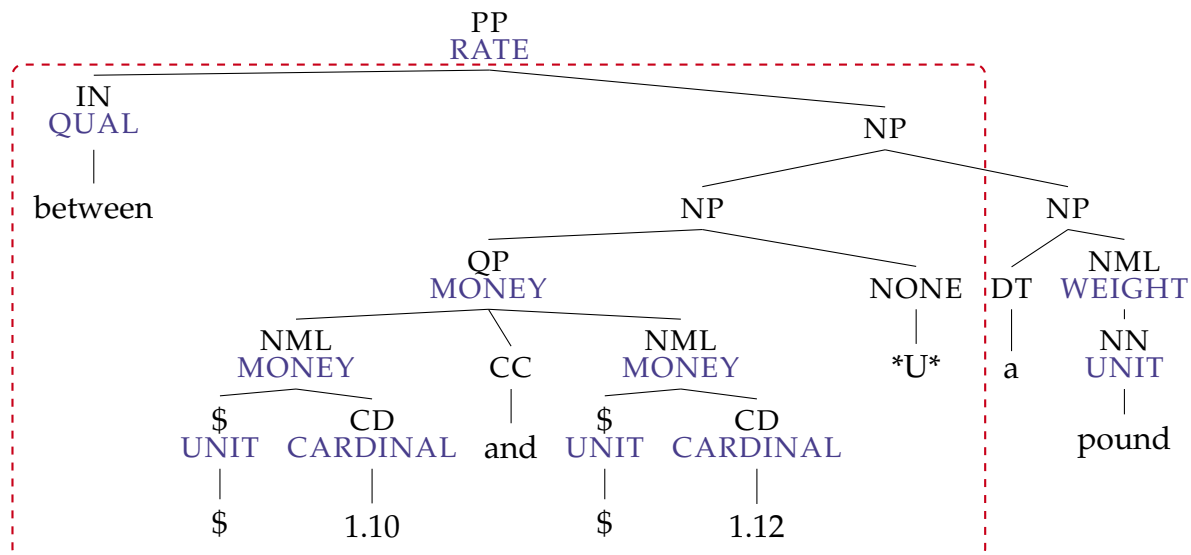 PP
RATE
IN
QUAL
NP
between
NP
NP
QP
MONEY
NONE
DT
NML
WEIGHT
NML
MONEY
CC
NML
MONEY
*U*
a
NN
UNIT
$
UNIT
CD
CARDINAL
and
$
UNIT
CD
CARDINAL
pound
$
1.10
$
1.12